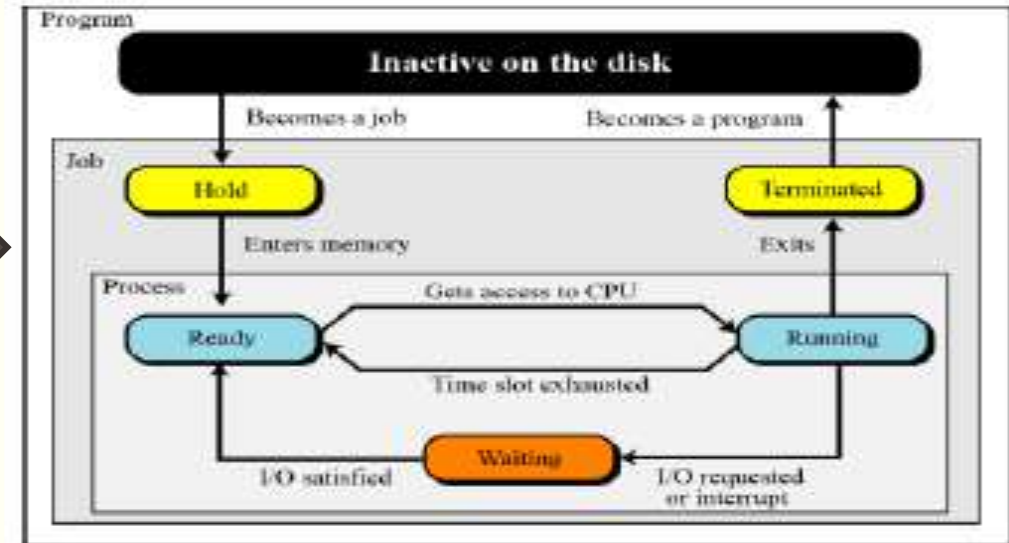 Program
Inactive on the disk
Becomes a job
Becomes a program
Job
Hold
Terminated
Enters memory
Exits
Process
Gets access to CPU
Ready
Running
Time slot exhausted
Waiting
I/O satisfied
I/O requested
or interrupt